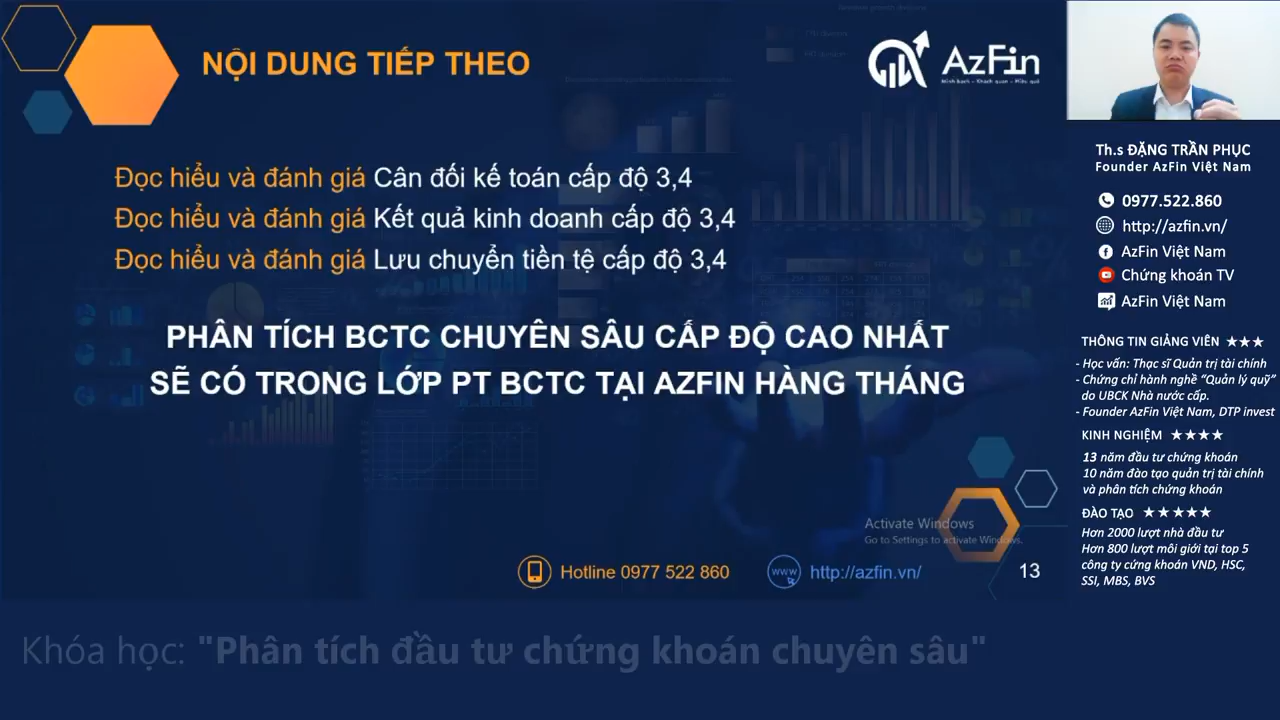 NỘI DUNG TIẾP THEO
AzFin
Minh bạch - Khách quan - Hiệu quả
Đọc hiểu và đánh giá Cân đối kế toán cấp độ 3,4
Đọc hiểu và đánh giá Kết quả kinh doanh cấp độ 3,4
Đọc hiểu và đánh giá Lưu chuyển tiền tệ cấp độ 3,4
PHÂN TÍCH BCTC CHUYÊN SÂU CẤP ĐỘ CAO NHẤT
SẼ CÓ TRONG LỚP PT BCTC TẠI AZFIN HÀNG THÁNG
Activate Windows
Go to Settings to activate Windows.
Hotline 0977 522 860
www
http://azfin.vn/
13
Th.s ĐẶNG TRẦN PHỤC
Founder AzFin Việt Nam
0977.522.860
http://azfin.vn/
AzFin Việt Nam
Chứng khoán TV
AzFin Việt Nam
THÔNG TIN GIẢNG VIÊN ★★★
- Học vấn: Thạc sĩ Quản trị tài chính
- Chứng chỉ hành nghề “Quản lý quỹ”
do UBCK Nhà nước cấp.
- Founder AzFin Việt Nam, DTP invest
KINH NGHIỆM ★★★★
13 năm đầu tư chứng khoán
10 năm đào tạo quản trị tài chính
và phân tích chứng khoán
ĐÀO TẠO ★★★★★
Hơn 2000 lượt nhà đầu tư
Hơn 800 lượt môi giới tại top 5
công ty cứng khoán VND, HSC,
SSI, MBS, BVS
Khóa học: "Phân tích đầu tư chứng khoán chuyên sâu"